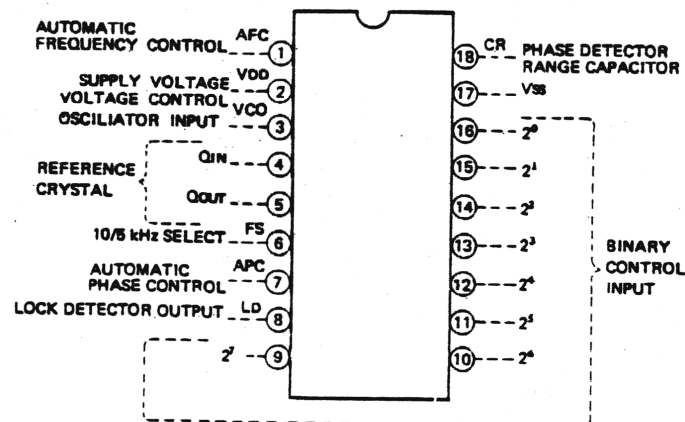 AUTOMATIC
FREQUENCY CONTROL
AFC
1
SUPPLY VOLTAGE
VDD
2
VOLTAGE CONTROL
OSCILIATOR INPUT
VCO
3
REFERENCE
CRYSTAL
QIN
4
QOUT
5
10/5 kHz SELECT
FS
6
AUTOMATIC
PHASE CONTROL
APC
7
LOCK DETECTOR OUTPUT
LD
8
2⁷
9
18
CR
PHASE DETECTOR
RANGE CAPACITOR
17
VSS
16
2⁰
15
2¹
14
2²
13
2³
12
2⁴
11
2⁵
10
2⁶
BINARY
CONTROL
INPUT